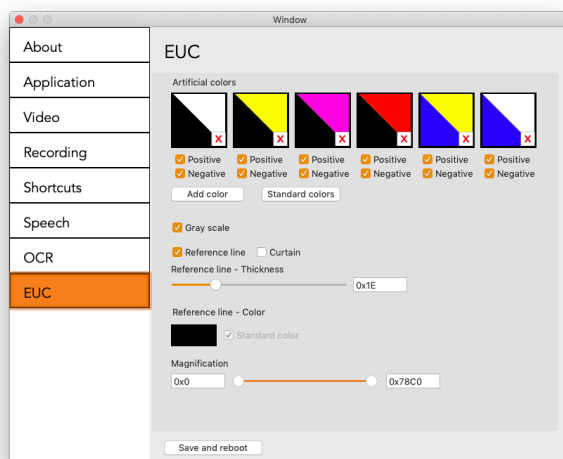 Window
About
Application
Video
Recording
Shortcuts
Speech
OCR
EUC
EUC
Artificial colors
X X X X X X
Positive Positive Positive Positive Positive Positive
Negative Negative Negative Negative Negative Negative
Add color Standard colors
Gray scale
Reference line Curtain
Reference line - Thickness
0x1E
Reference line - Color
Standard color
Magnification
0x0 0x78C0
Save and reboot